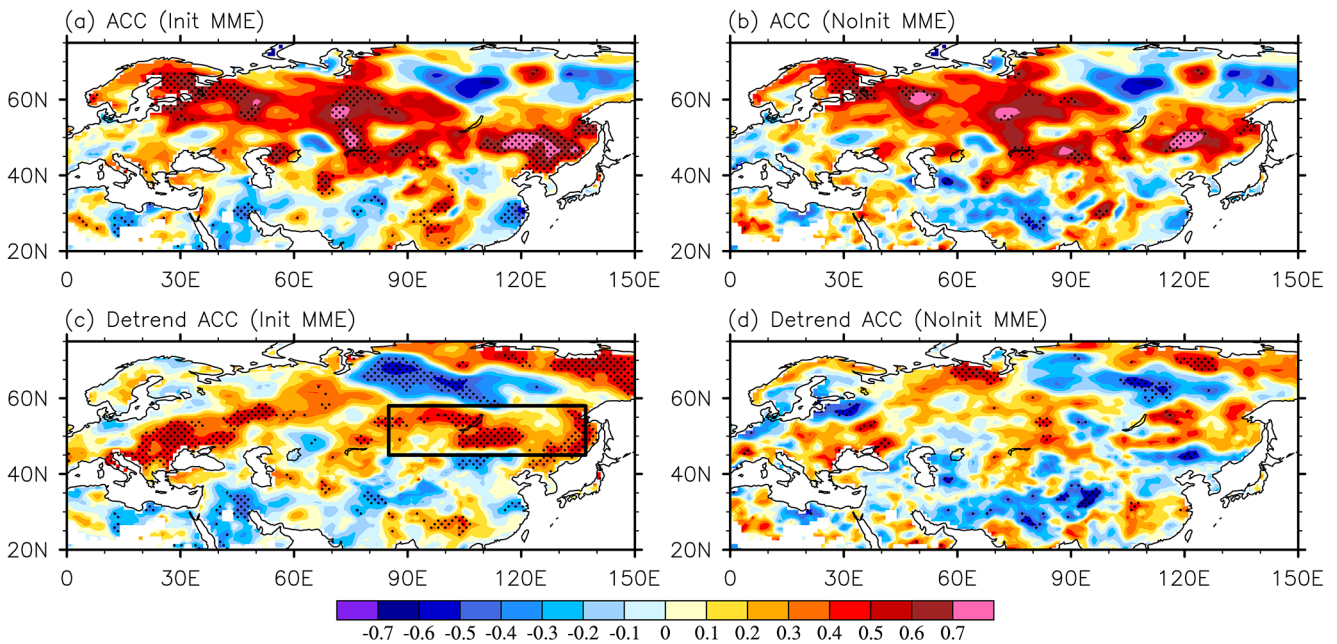 (a) ACC (Init MME)
(b) ACC (NoInit MME)
60N
40N
20N
0 30E 60E 90E 120E 150E
60N
40N
20N
0 30E 60E 90E 120E 150E
(c) Detrend ACC (Init MME)
(d) Detrend ACC (NoInit MME)
60N
40N
20N
0 30E 60E 90E 120E 150E
60N
40N
20N
0 30E 60E 90E 120E 150E
-0.7 -0.6 -0.5 -0.4 -0.3 -0.2 -0.1 0 0.1 0.2 0.3 0.4 0.5 0.6 0.7